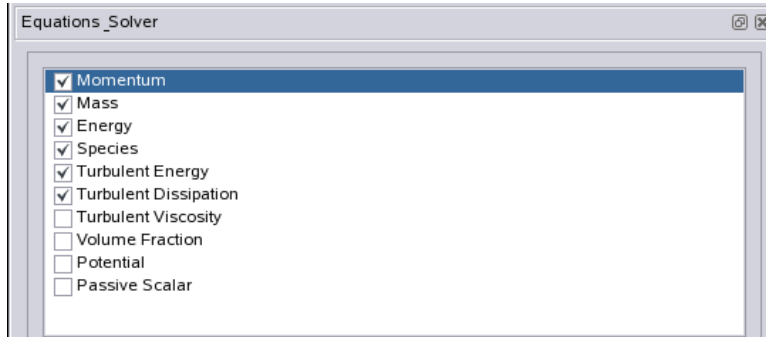 Equations_Solver
Momentum
Mass
Energy
Species
Turbulent Energy
Turbulent Dissipation
Turbulent Viscosity
Volume Fraction
Potential
Passive Scalar